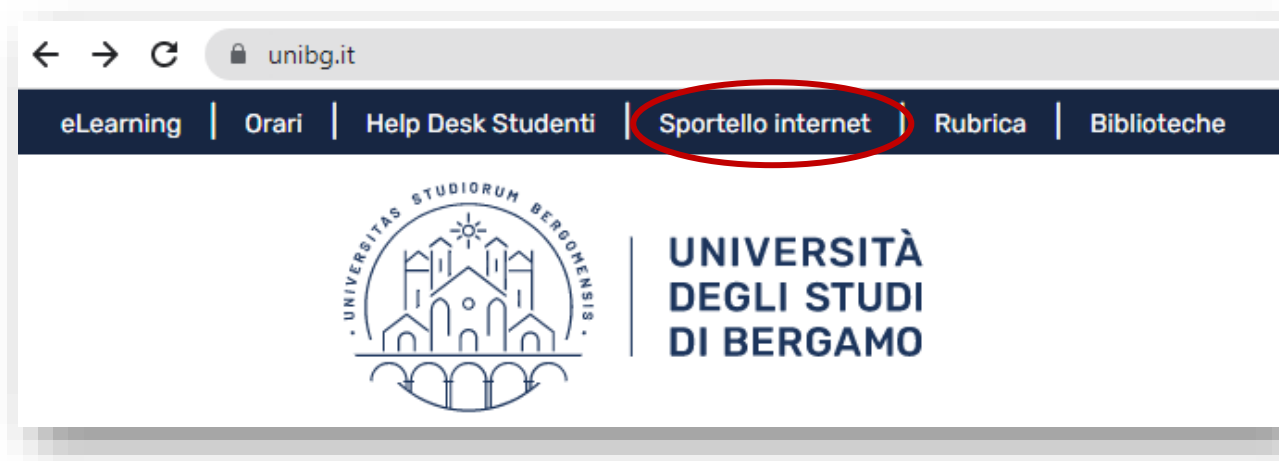 unibg.it
eLearning | Orari | Help Desk Studenti | Sportello internet | Rubrica | Biblioteche
· UNIVERSITAS STUDIORUM BERGOMENSIS ·
UNIVERSITÀ
DEGLI STUDI
DI BERGAMO